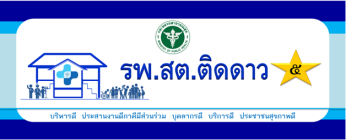 รพ.สต.ติดดาว ๕
บริหารดี ประสานงานดีภาคีมีส่วนร่วม บุคลากรดี บริการดี ประชาชนสุขภาพดี